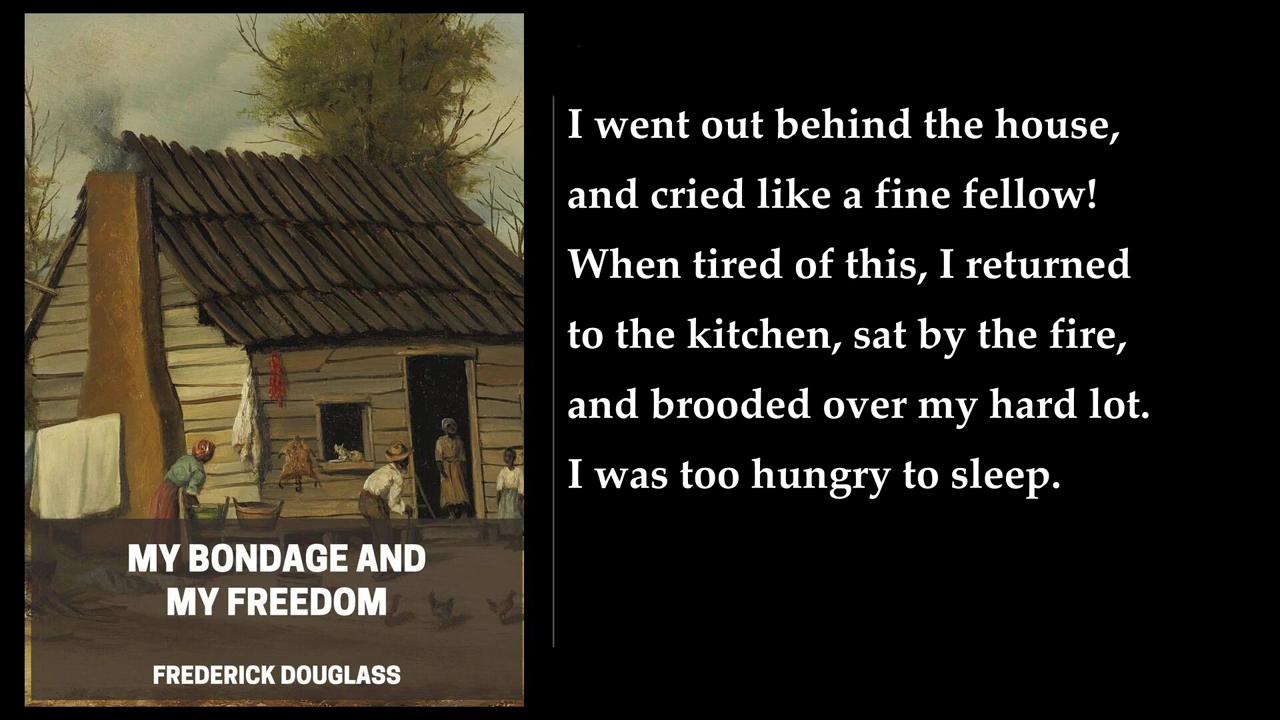 MY BONDAGE AND
MY FREEDOM
FREDERICK DOUGLASS
I went out behind the house,
and cried like a fine fellow!
When tired of this, I returned
to the kitchen, sat by the fire,
and brooded over my hard lot.
I was too hungry to sleep.